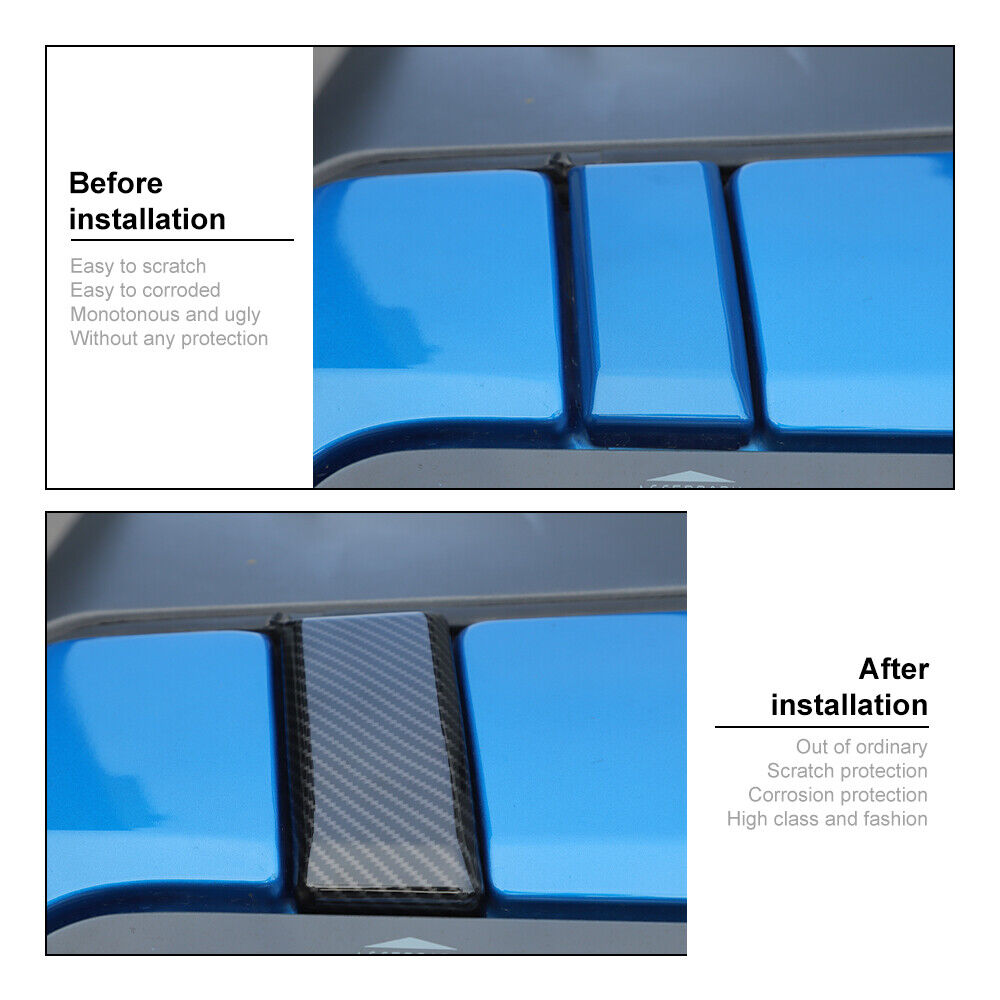 Before
installation
Easy to scratch
Easy to corroded
Monotonous and ugly
Without any protection
After
installation
Out of ordinary
Scratch protection
Corrosion protection
High class and fashion